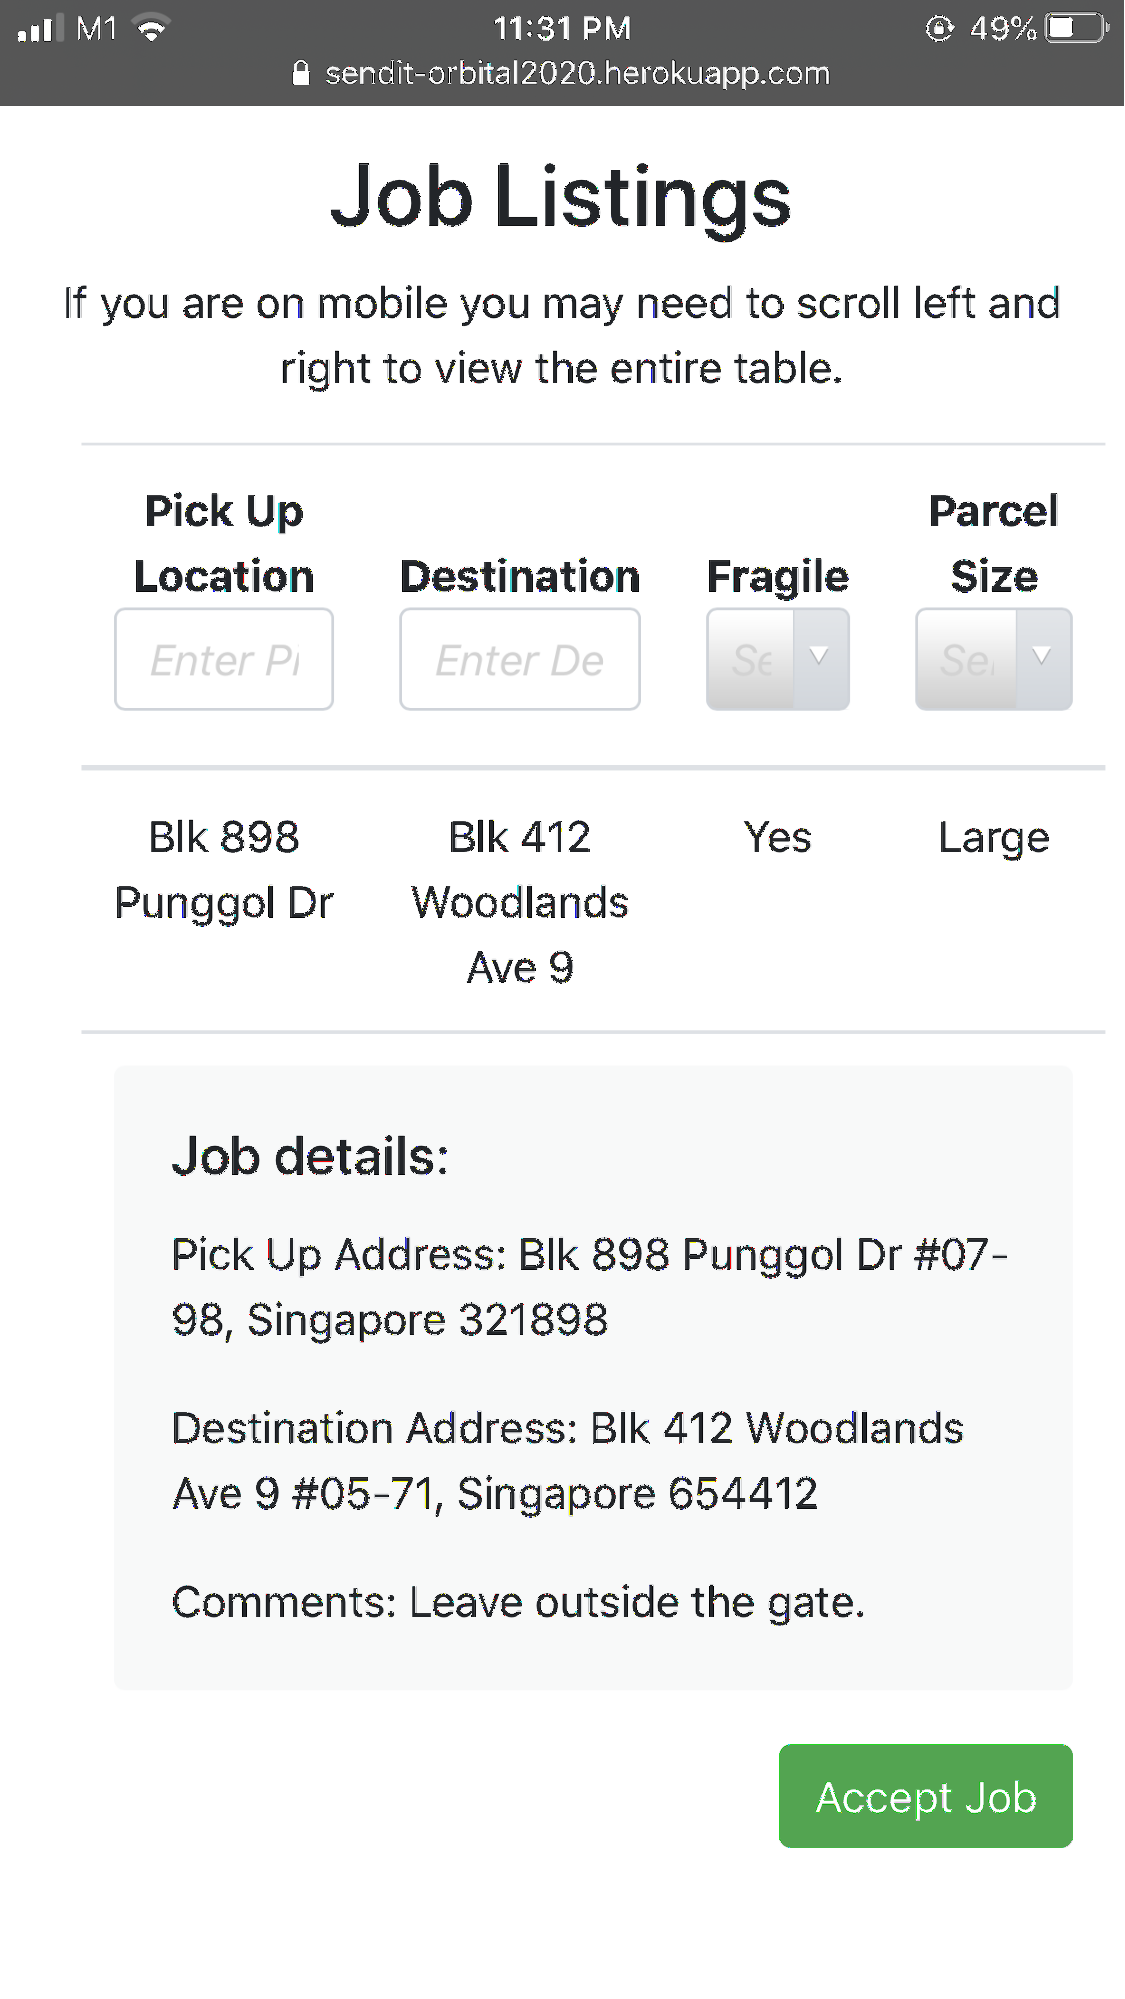 M1 11:31 PM 49%
sendit-orbital2020.herokuapp.com
Job Listings
If you are on mobile you may need to scroll left and
right to view the entire table.
Pick Up Location
Destination
Fragile
Parcel Size
Enter Pi
Enter De
Se
Se
Blk 898 Punggol Dr
Blk 412 Woodlands Ave 9
Yes
Large
Job details:
Pick Up Address: Blk 898 Punggol Dr #07-
98, Singapore 321898
Destination Address: Blk 412 Woodlands
Ave 9 #05-71, Singapore 654412
Comments: Leave outside the gate.
Accept Job